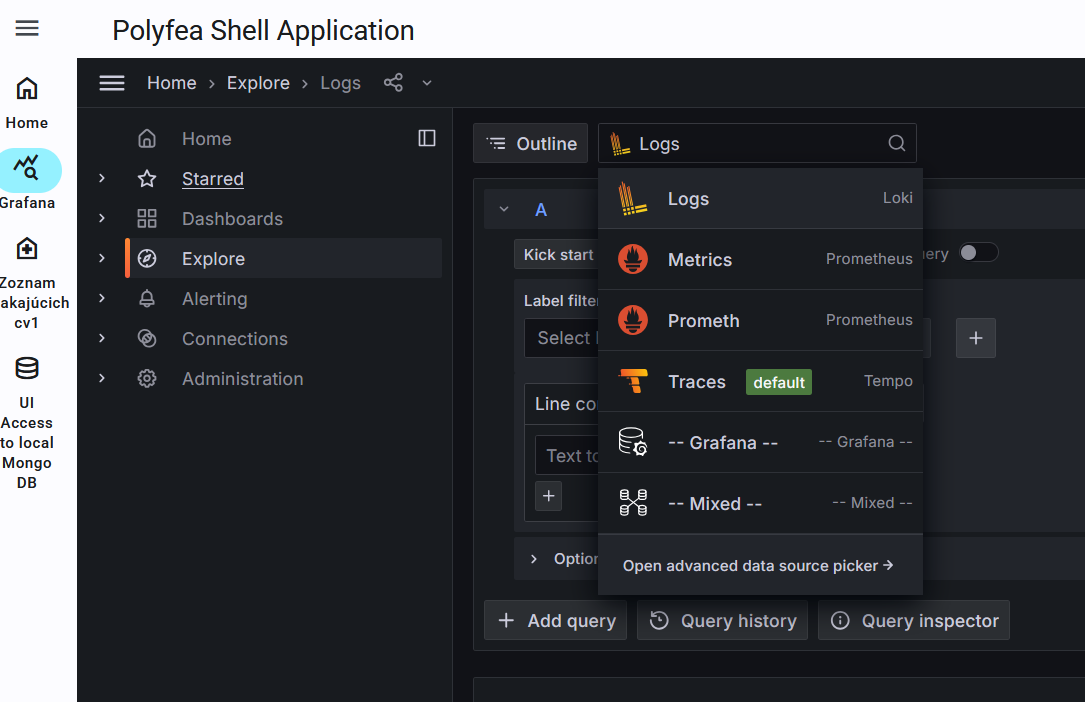 Polyfea Shell Application
Home
Grafana
Zoznam
akajúcich
cv1
UI
Access
to local
Mongo
DB
Home › Explore › Logs
Home
Starred
Dashboards
Explore
Alerting
Connections
Administration
Outline
Logs
A
Kick start
ery
Label filte
Select
Line co
Text to
Option
Logs Loki
Metrics Prometheus
Prometh Prometheus
Traces default Tempo
-- Grafana -- -- Grafana --
-- Mixed -- -- Mixed --
Open advanced data source picker →
+ Add query
Query history
Query inspector